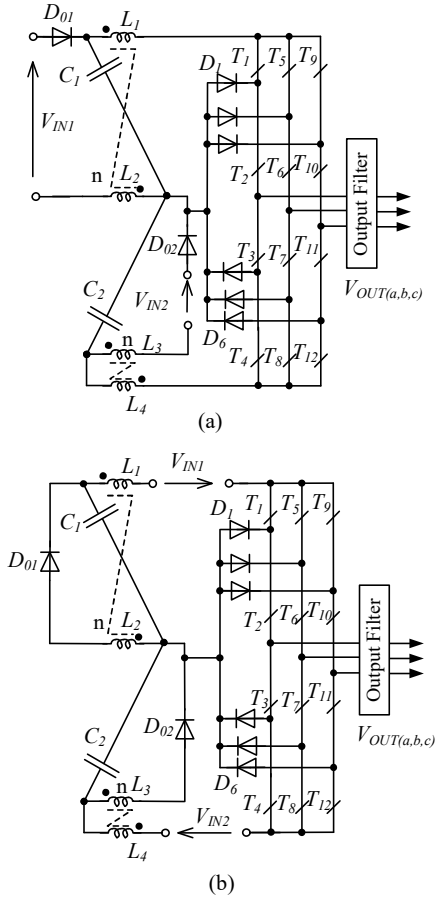 D01
L1
C1
VIN1
n
L2
D02
VIN2
C2
n
L3
L4
D1
T1
T5
T9
T2
T6
T10
T3
T7
T11
D6
T4
T8
T12
Output Filter
VOUT(a,b,c)
(a)
L1
VIN1
C1
D01
n
L2
D02
C2
n
L3
L4
VIN2
D1
T1
T5
T9
T2
T6
T10
T3
T7
T11
D6
T4
T8
T12
Output Filter
VOUT(a,b,c)
(b)